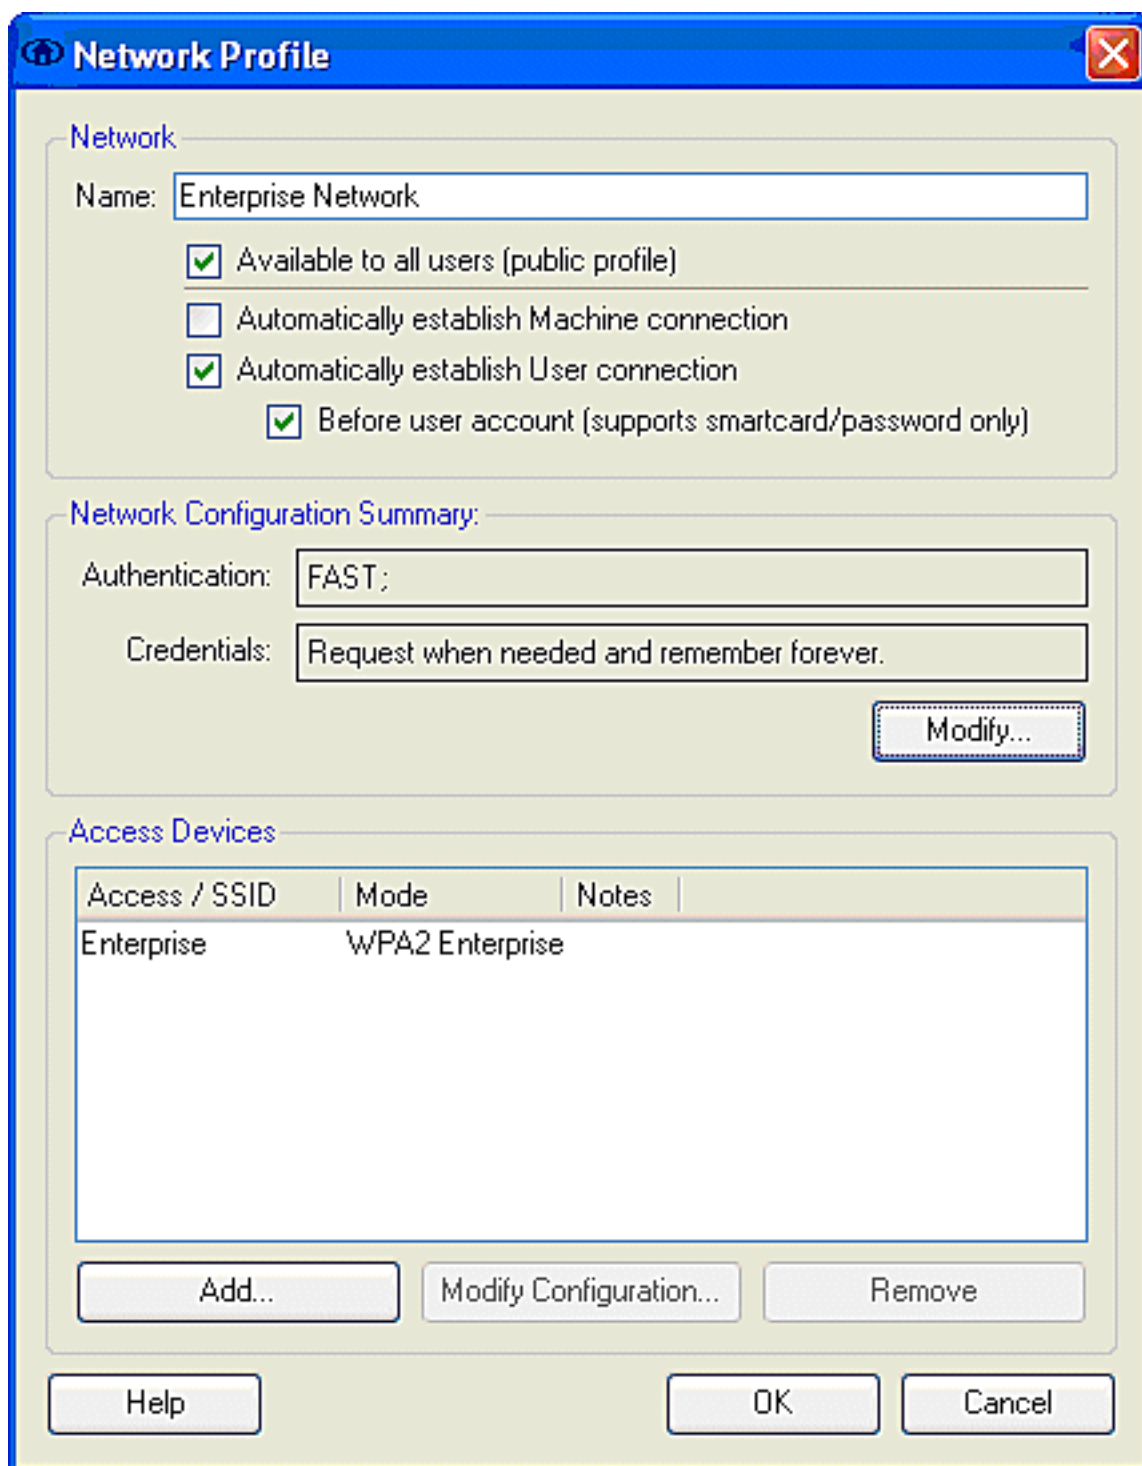 Network Profile
Network
Name: Enterprise Network
Available to all users (public profile)
Automatically establish Machine connection
Automatically establish User connection
Before user account (supports smartcard/password only)
Network Configuration Summary:
Authentication: FAST;
Credentials: Request when needed and remember forever.
Modify...
Access Devices
Access / SSID Mode Notes
Enterprise WPA2 Enterprise
Add... Modify Configuration... Remove
Help OK Cancel